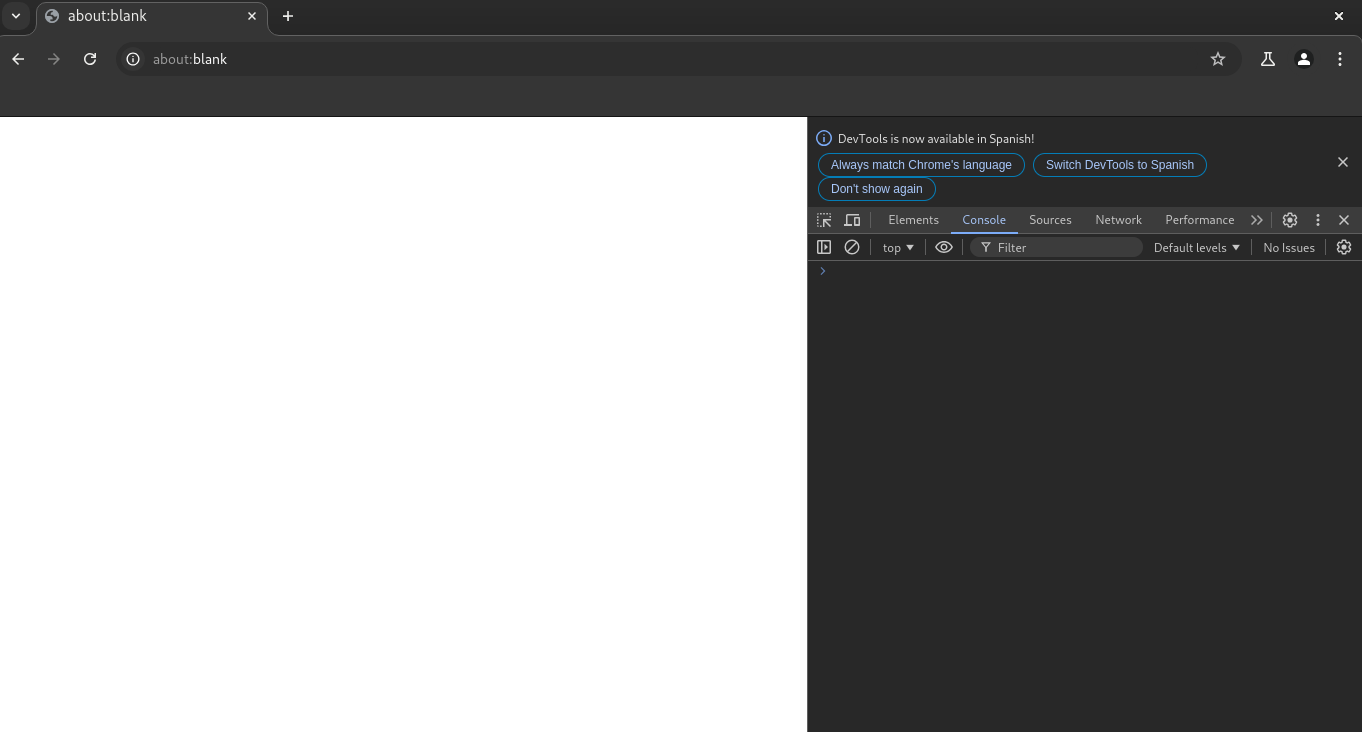 about:blank
about:blank
DevTools is now available in Spanish!
Always match Chrome's language Switch DevTools to Spanish
Don't show again
Elements Console Sources Network Performance
top Filter Default levels No Issues